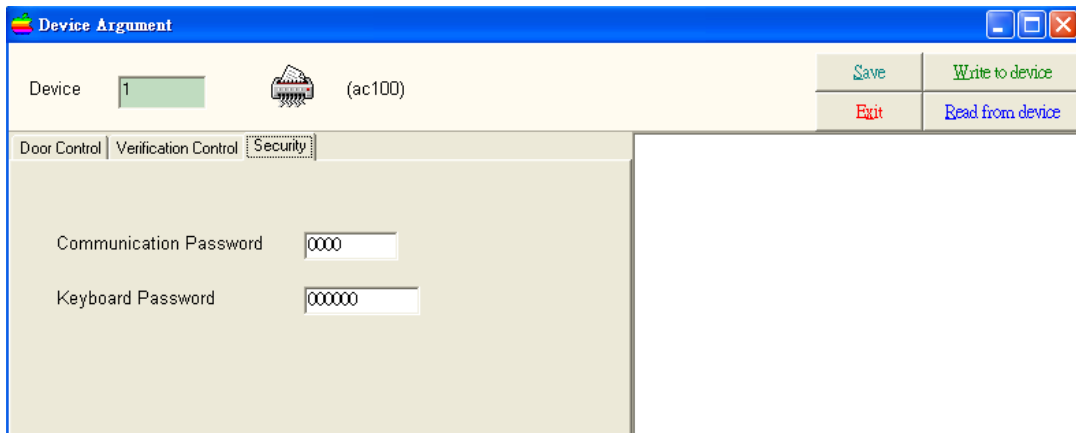 Device Argument
Device 1 (ac100) Save Write to device
Exit Read from device
Door Control Verification Control Security
Communication Password 0000
Keyboard Password 000000